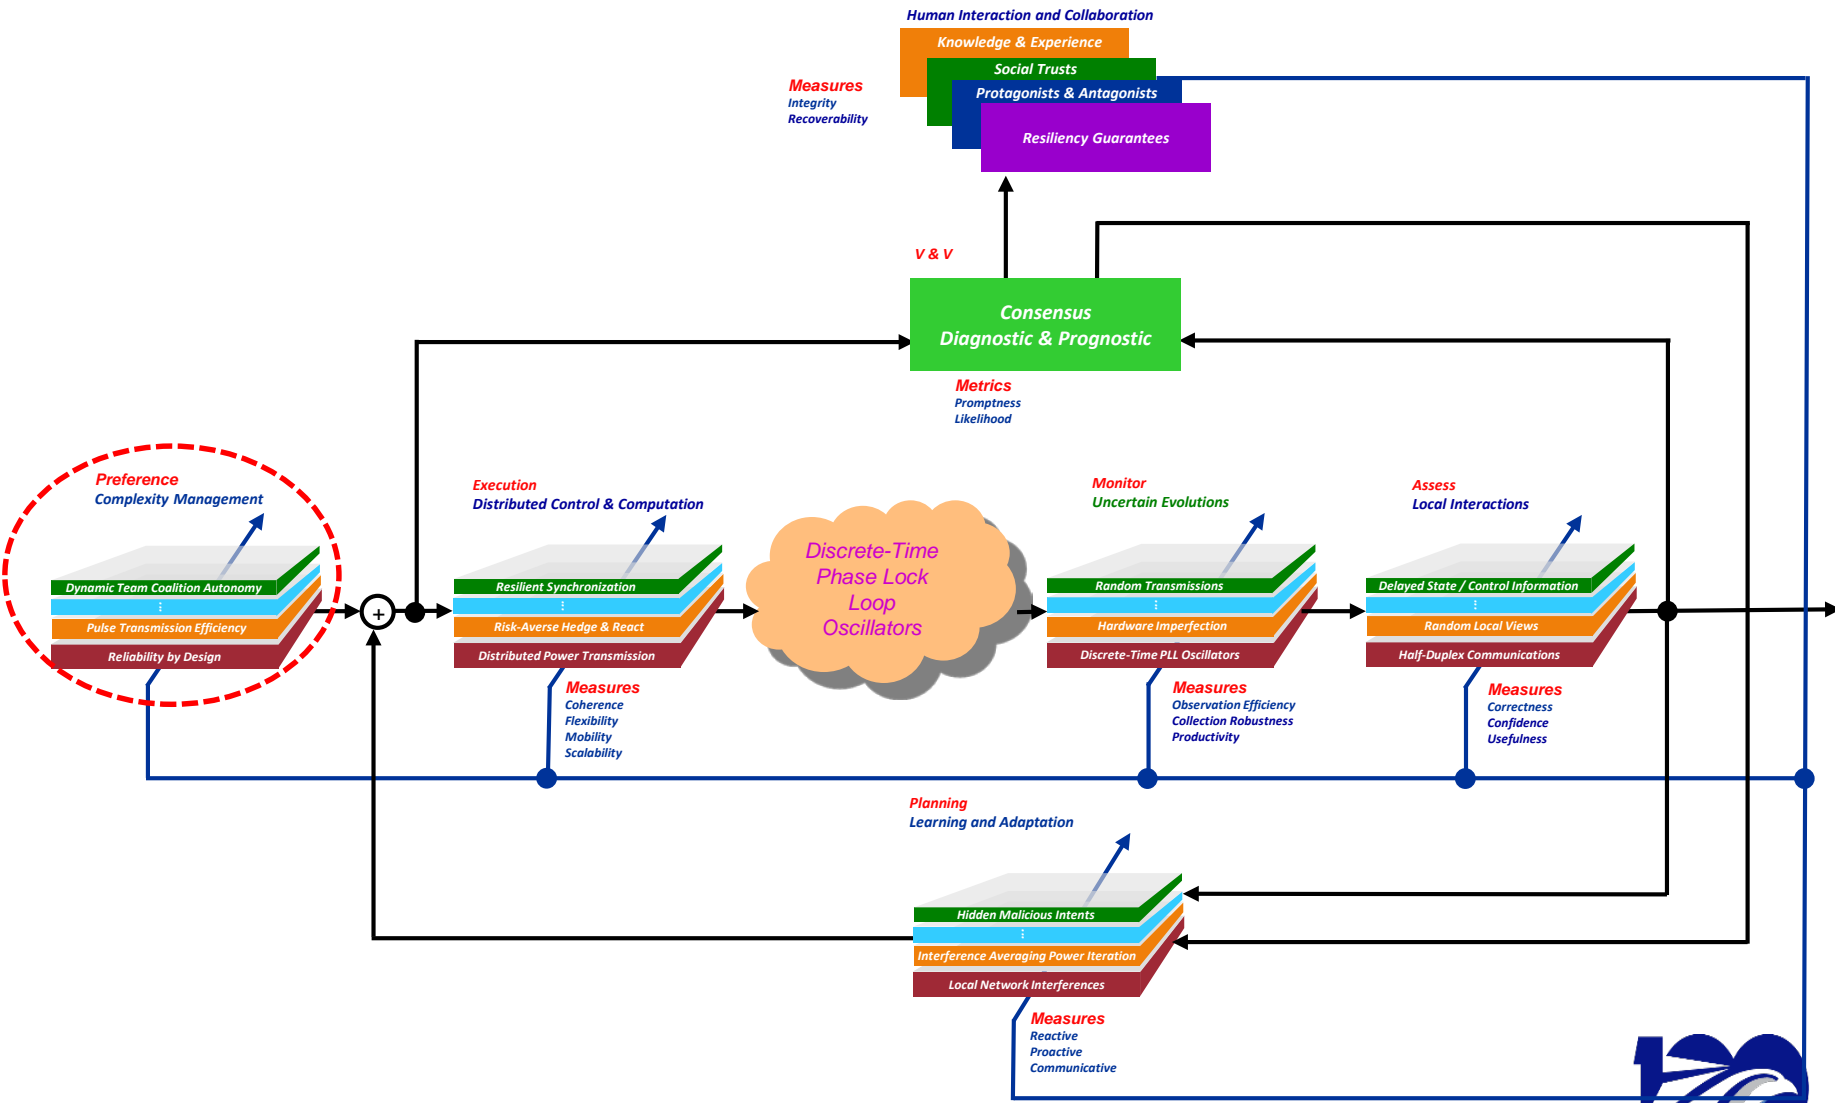 Human Interaction and Collaboration
Knowledge & Experience
Social Trusts
Protagonists & Antagonists
Resiliency Guarantees
Measures
Integrity
Recoverability
V & V
Consensus
Diagnostic & Prognostic
Metrics
Promptness
Likelihood
Preference
Complexity Management
Dynamic Team Coalition Autonomy
⋮
Pulse Transmission Efficiency
Reliability by Design
+
Execution
Distributed Control & Computation
Resilient Synchronization
⋮
Risk-Averse Hedge & React
Distributed Power Transmission
Measures
Coherence
Flexibility
Mobility
Scalability
Discrete-Time
Phase Lock
Loop
Oscillators
Monitor
Uncertain Evolutions
Random Transmissions
⋮
Hardware Imperfection
Discrete-Time PLL Oscillators
Measures
Observation Efficiency
Collection Robustness
Productivity
Assess
Local Interactions
Delayed State / Control Information
⋮
Random Local Views
Half-Duplex Communications
Measures
Correctness
Confidence
Usefulness
Planning
Learning and Adaptation
Hidden Malicious Intents
⋮
Interference Averaging Power Iteration
Local Network Interferences
Measures
Reactive
Proactive
Communicative